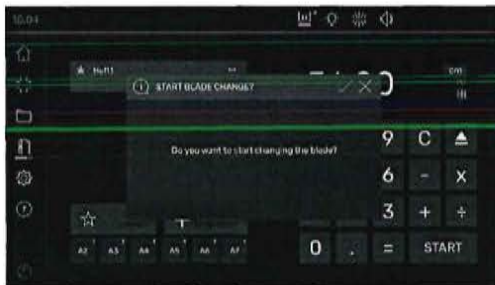 10:04
cm
START BLADE CHANGE?
Do you want to start changing the blade?
9 C
6 - X
3 + ÷
A2 A3 A4 A5 A6 A7
0 . = START